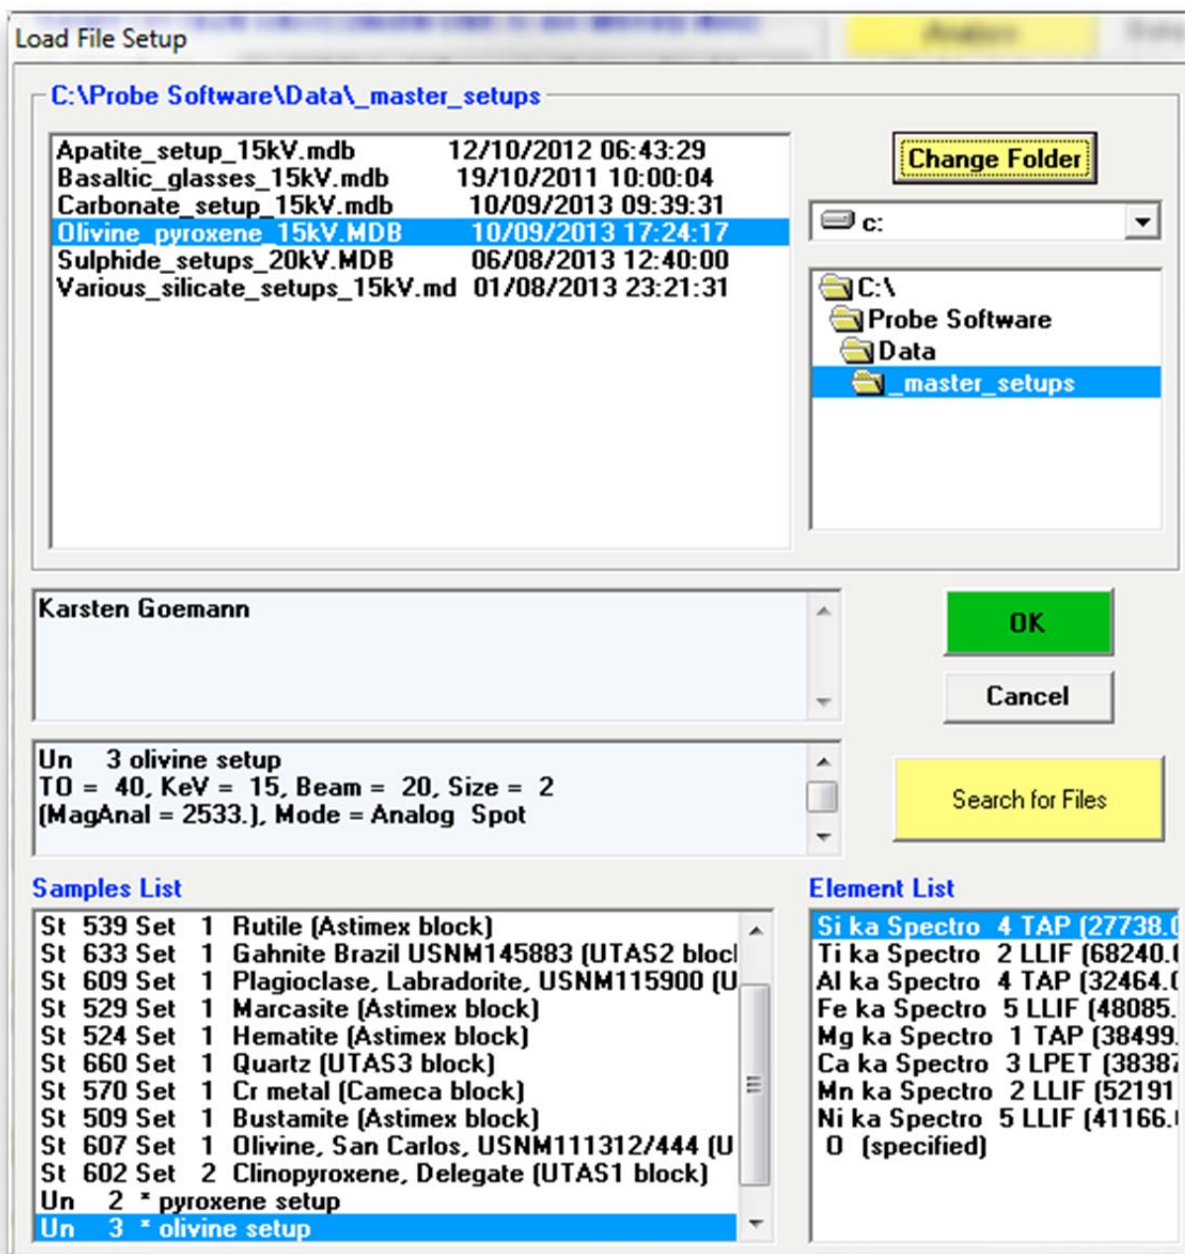 Load File Setup
C:\Probe Software\Data\_master_setups
Apatite_setup_15kV.mdb 12/10/2012 06:43:29
Basaltic_glasses_15kV.mdb 19/10/2011 10:00:04
Carbonate_setup_15kV.mdb 10/09/2013 09:39:31
Olivine_pyroxene_15kV.MDB 10/09/2013 17:24:17
Sulphide_setups_20kV.MDB 06/08/2013 12:40:00
Various_silicate_setups_15kV.md 01/08/2013 23:21:31
Change Folder
c:
C:\
Probe Software
Data
_master_setups
Karsten Goemann
OK
Cancel
Un 3 olivine setup
TO = 40, KeV = 15, Beam = 20, Size = 2
(MagAnal = 2533.), Mode = Analog Spot
Search for Files
Samples List
St 539 Set 1 Rutile (Astimex block)
St 633 Set 1 Gahnite Brazil USNM145883 (UTAS2 bloc
St 609 Set 1 Plagioclase, Labradorite, USNM115900 (U
St 529 Set 1 Marcasite (Astimex block)
St 524 Set 1 Hematite (Astimex block)
St 660 Set 1 Quartz (UTAS3 block)
St 570 Set 1 Cr metal (Cameca block)
St 509 Set 1 Bustamite (Astimex block)
St 607 Set 1 Olivine, San Carlos, USNM111312/444 (U
St 602 Set 2 Clinopyroxene, Delegate (UTAS1 block)
Un 2 * pyroxene setup
Un 3 * olivine setup
Element List
Si ka Spectro 4 TAP (27738.
Ti ka Spectro 2 LLIF (68240.
Al ka Spectro 4 TAP (32464.
Fe ka Spectro 5 LLIF (48085.
Mg ka Spectro 1 TAP (38499.
Ca ka Spectro 3 LPET (38387
Mn ka Spectro 2 LLIF (52191
Ni ka Spectro 5 LLIF (41166.
O (specified)